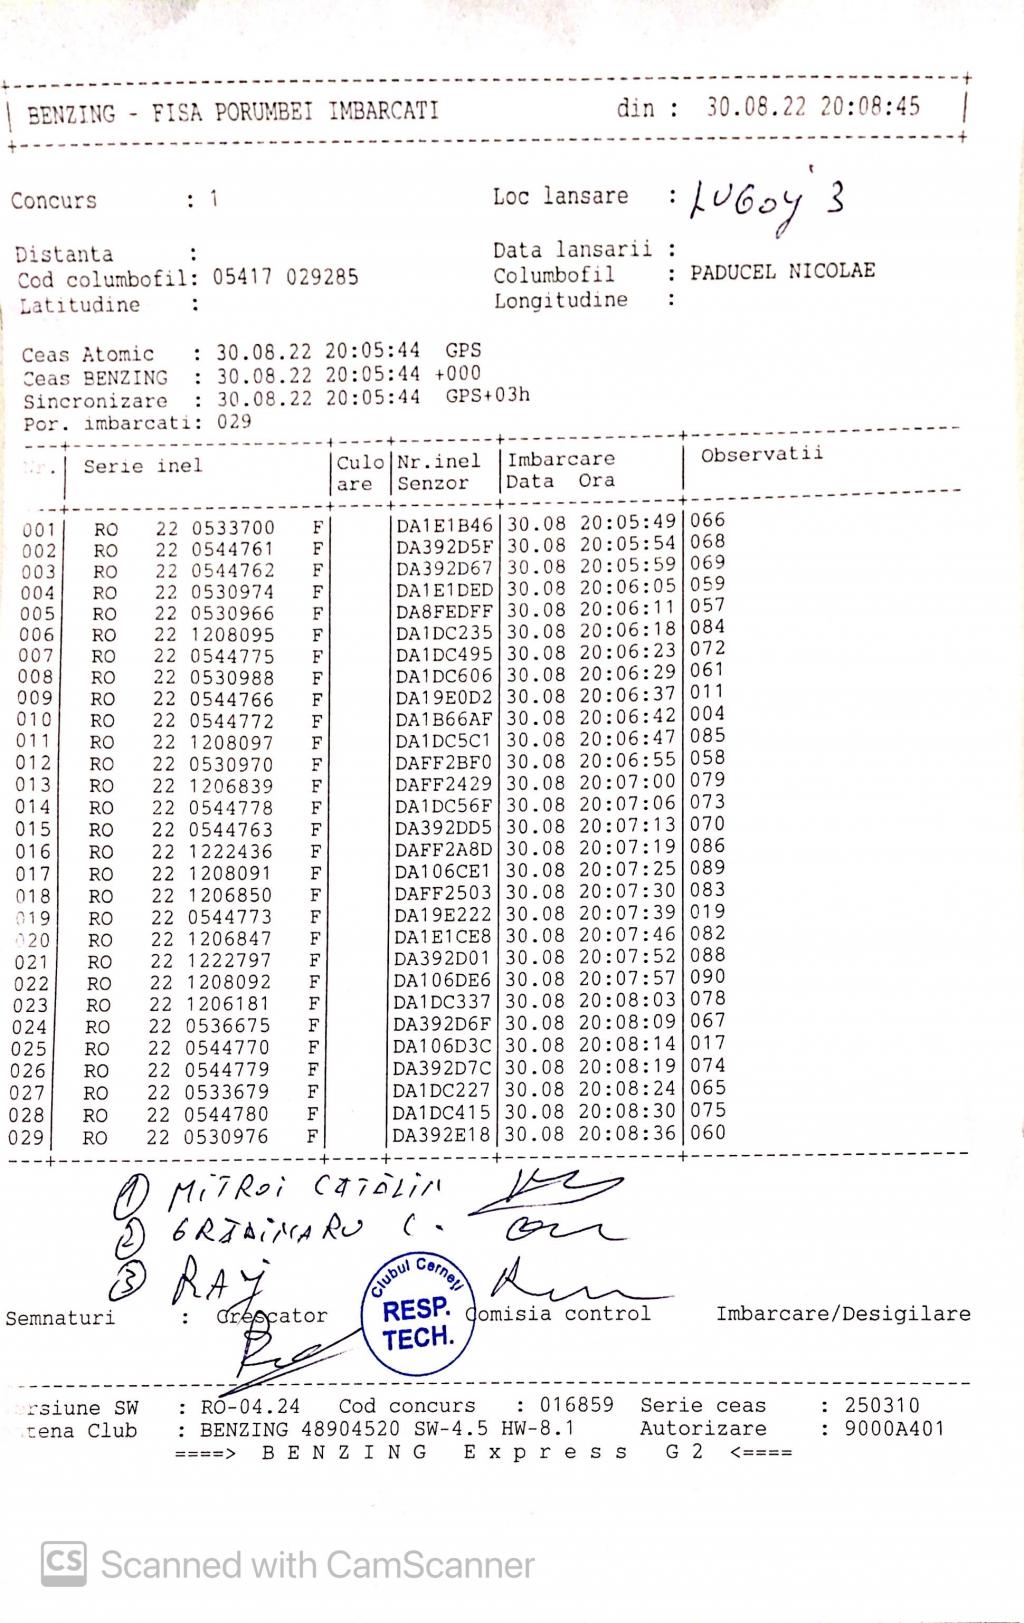 BENZING - FISA PORUMBEI IMBARCATI din : 30.08.22 20:08:45
Concurs : 1 Loc lansare : LUGOJ 3
Distanta : Data lansarii :
Cod columbofil: 05417 029285 Columbofil : PADUCEL NICOLAE
Latitudine : Longitudine :
Ceas Atomic : 30.08.22 20:05:44 GPS
Ceas BENZING : 30.08.22 20:05:44 +000
Sincronizare : 30.08.22 20:05:44 GPS+03h
Por. imbarcati: 029
Nr. Serie inel Culo Nr.inel Imbarcare Observatii
are Senzor Data Ora
001 RO 22 0533700 F DA1E1B46 30.08 20:05:49 066
002 RO 22 0544761 F DA392D5F 30.08 20:05:54 068
003 RO 22 0544762 F DA392D67 30.08 20:05:59 069
004 RO 22 0530974 F DA1E1DED 30.08 20:06:05 059
005 RO 22 0530966 F DA8FEDFF 30.08 20:06:11 057
006 RO 22 1208095 F DA1DC235 30.08 20:06:18 084
007 RO 22 0544775 F DA1DC495 30.08 20:06:23 072
008 RO 22 0530988 F DA1DC606 30.08 20:06:29 061
009 RO 22 0544766 F DA19E0D2 30.08 20:06:37 011
010 RO 22 0544772 F DA1B66AF 30.08 20:06:42 004
011 RO 22 1208097 F DA1DC5C1 30.08 20:06:47 085
012 RO 22 0530970 F DAFF2BF0 30.08 20:06:55 058
013 RO 22 1206839 F DAFF2429 30.08 20:07:00 079
014 RO 22 0544778 F DA1DC56F 30.08 20:07:06 073
015 RO 22 0544763 F DA392DD5 30.08 20:07:13 070
016 RO 22 1222436 F DAFF2A8D 30.08 20:07:19 086
017 RO 22 1208091 F DA106CE1 30.08 20:07:25 089
018 RO 22 1206850 F DAFF2503 30.08 20:07:30 083
019 RO 22 0544773 F DA19E222 30.08 20:07:39 019
020 RO 22 1206847 F DA1E1CE8 30.08 20:07:46 082
021 RO 22 1222797 F DA392D01 30.08 20:07:52 088
022 RO 22 1208092 F DA106DE6 30.08 20:07:57 090
023 RO 22 1206181 F DA1DC337 30.08 20:08:03 078
024 RO 22 0536675 F DA392D6F 30.08 20:08:09 067
025 RO 22 0544770 F DA106D3C 30.08 20:08:14 017
026 RO 22 0544779 F DA392D7C 30.08 20:08:19 074
027 RO 22 0533679 F DA1DC227 30.08 20:08:24 065
028 RO 22 0544780 F DA1DC415 30.08 20:08:30 075
029 RO 22 0530976 F DA392E18 30.08 20:08:36 060
1 MITROI CATALIN
2 GRĂDINARU C.
3 RAY
Clubul Cerneți
RESP.
TECH.
Semnaturi : Crescator Comisia control Imbarcare/Desigilare
rsiune SW : RO-04.24 Cod concurs : 016859 Serie ceas : 250310
tena Club : BENZING 48904520 SW-4.5 HW-8.1 Autorizare : 9000A401
====> B E N Z I N G E x p r e s s G 2 <====
CS Scanned with CamScanner